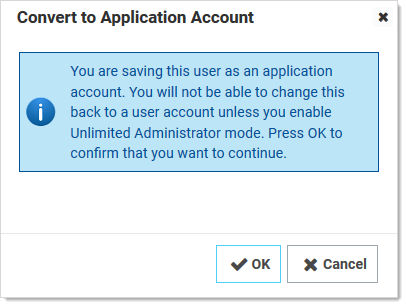 Convert to Application Account
You are saving this user as an application
account. You will not be able to change this
back to a user account unless you enable
Unlimited Administrator mode. Press OK to
confirm that you want to continue.
OK
Cancel